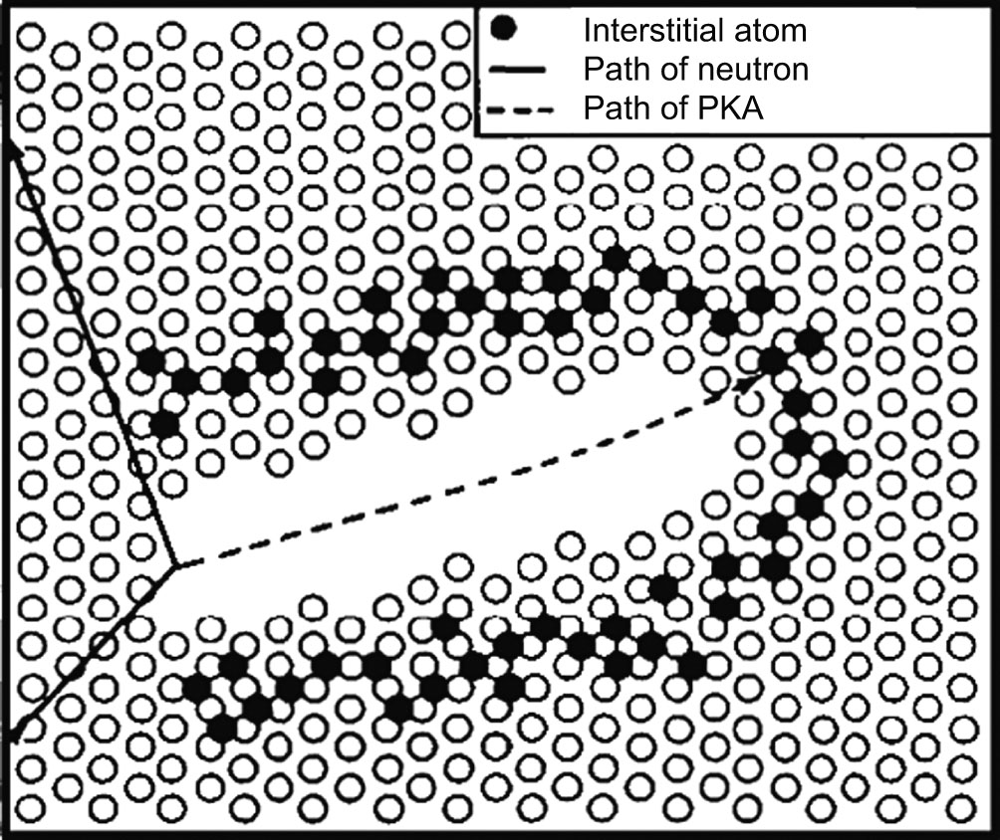 Interstitial atom
Path of neutron
Path of PKA